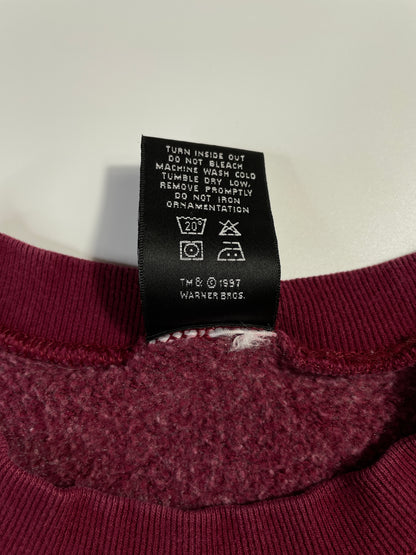 TURN INSIDE OUT
DO NOT BLEACH
MACHINE WASH COLD
TUMBLE DRY LOW,
REMOVE PROMPTLY
DO NOT IRON
ORNAMENTATION
20°
TM & © 1997
WARNER BROS.